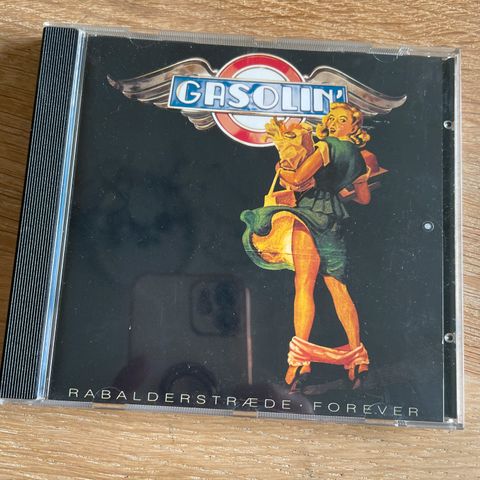 GASOLIN'
RABALDERSTRÆDE · FOREVER